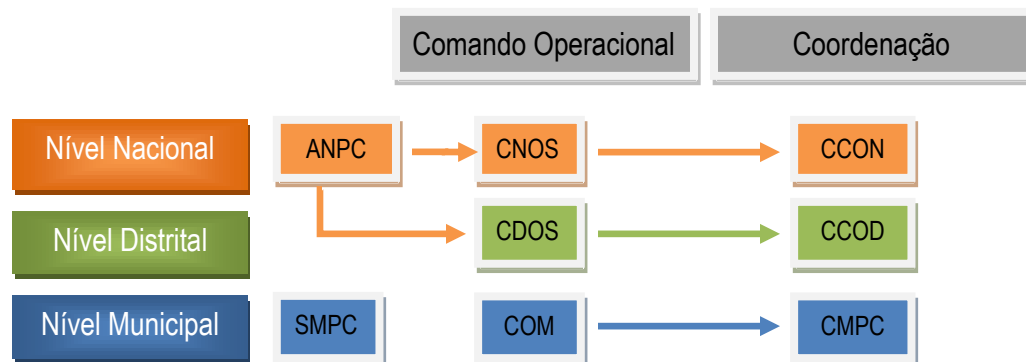 Comando Operacional
Coordenação
Nível Nacional
ANPC
CNOS
CCON
Nível Distrital
CDOS
CCOD
Nível Municipal
SMPC
COM
CMPC